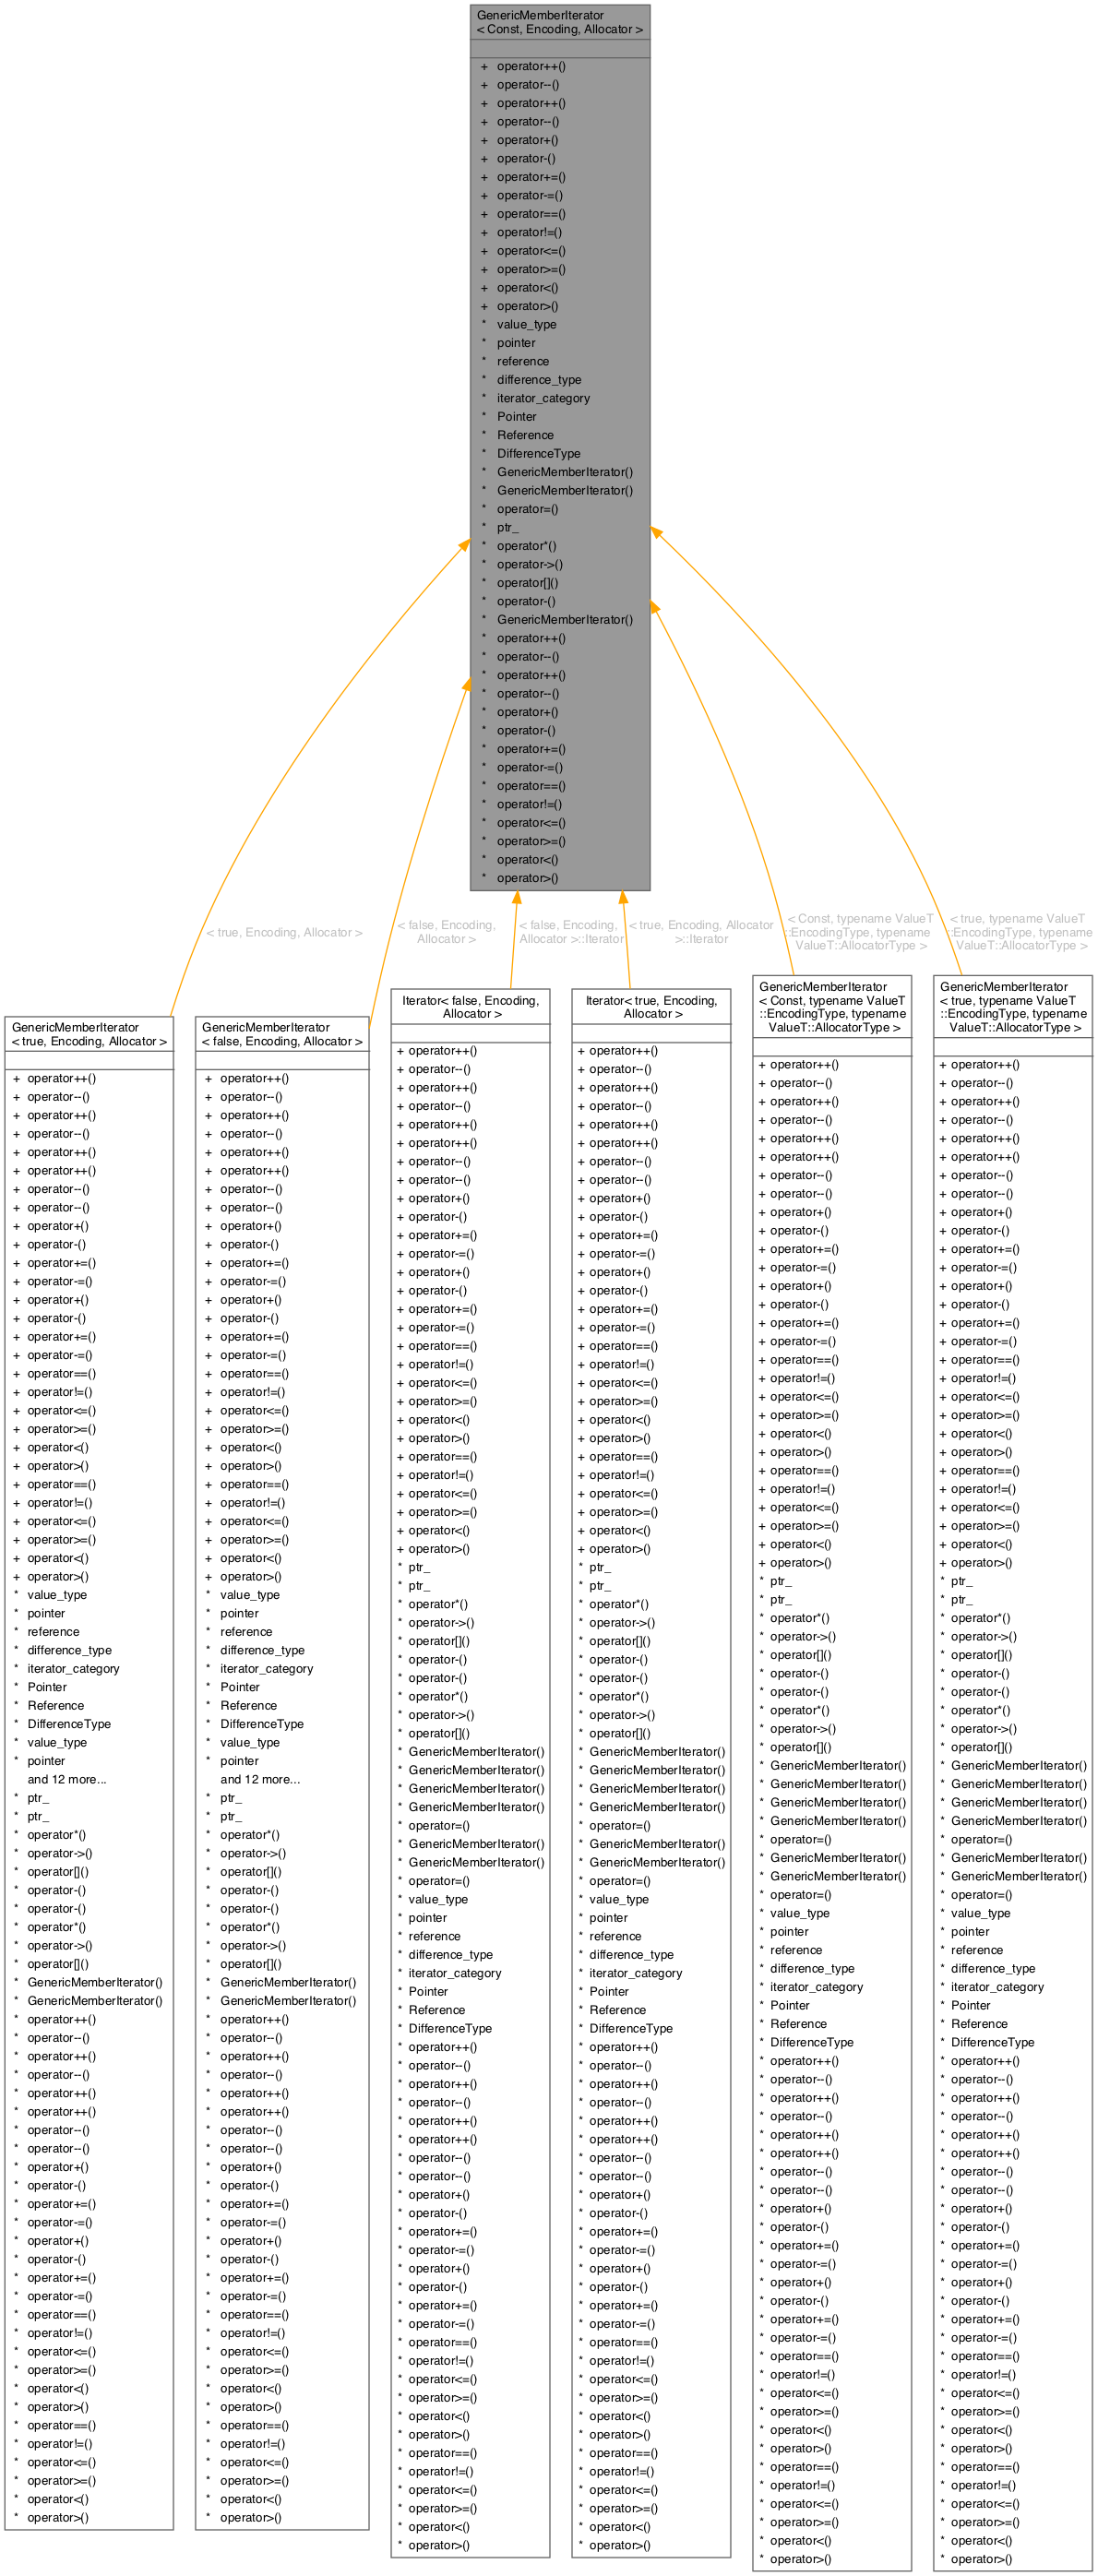 GenericMemberIterator
< Const, Encoding, Allocator >
+ operator++()
+ operator--()
+ operator++()
+ operator--()
+ operator+()
+ operator-()
+ operator+=()
+ operator-=()
+ operator==()
+ operator!=()
+ operator<=()
+ operator>=()
+ operator<()
+ operator>()
* value_type
* pointer
* reference
* difference_type
* iterator_category
* Pointer
* Reference
* DifferenceType
* GenericMemberIterator()
* GenericMemberIterator()
* operator=()
* ptr_
* operator*()
* operator->()
* operator[]()
* operator-()
* GenericMemberIterator()
* operator++()
* operator--()
* operator++()
* operator--()
* operator+()
* operator-()
* operator+=()
* operator-=()
* operator==()
* operator!=()
* operator<=()
* operator>=()
* operator<()
* operator>()
< true, Encoding, Allocator >
< false, Encoding,
Allocator >
< false, Encoding,
Allocator >::Iterator
< true, Encoding, Allocator
>::Iterator
< Const, typename ValueT
::EncodingType, typename
ValueT::AllocatorType >
< true, typename ValueT
::EncodingType, typename
ValueT::AllocatorType >
GenericMemberIterator
< true, Encoding, Allocator >
+ operator++()
+ operator--()
+ operator++()
+ operator--()
+ operator++()
+ operator++()
+ operator--()
+ operator--()
+ operator+()
+ operator-()
+ operator+=()
+ operator-=()
+ operator+()
+ operator-()
+ operator+=()
+ operator-=()
+ operator==()
+ operator!=()
+ operator<=()
+ operator>=()
+ operator<()
+ operator>()
+ operator==()
+ operator!=()
+ operator<=()
+ operator>=()
+ operator<()
+ operator>()
* value_type
* pointer
* reference
* difference_type
* iterator_category
* Pointer
* Reference
* DifferenceType
* value_type
* pointer
and 12 more...
* ptr_
* ptr_
* operator*()
* operator->()
* operator[]()
* operator-()
* operator-()
* operator*()
* operator->()
* operator[]()
* GenericMemberIterator()
* GenericMemberIterator()
* operator++()
* operator--()
* operator++()
* operator--()
* operator++()
* operator++()
* operator--()
* operator--()
* operator+()
* operator-()
* operator+=()
* operator-=()
* operator+()
* operator-()
* operator+=()
* operator-=()
* operator==()
* operator!=()
* operator<=()
* operator>=()
* operator<()
* operator>()
* operator==()
* operator!=()
* operator<=()
* operator>=()
* operator<()
* operator>()
GenericMemberIterator
< false, Encoding, Allocator >
+ operator++()
+ operator--()
+ operator++()
+ operator--()
+ operator++()
+ operator++()
+ operator--()
+ operator--()
+ operator+()
+ operator-()
+ operator+=()
+ operator-=()
+ operator+()
+ operator-()
+ operator+=()
+ operator-=()
+ operator==()
+ operator!=()
+ operator<=()
+ operator>=()
+ operator<()
+ operator>()
+ operator==()
+ operator!=()
+ operator<=()
+ operator>=()
+ operator<()
+ operator>()
* value_type
* pointer
* reference
* difference_type
* iterator_category
* Pointer
* Reference
* DifferenceType
* value_type
* pointer
and 12 more...
* ptr_
* ptr_
* operator*()
* operator->()
* operator[]()
* operator-()
* operator-()
* operator*()
* operator->()
* operator[]()
* GenericMemberIterator()
* GenericMemberIterator()
* operator++()
* operator--()
* operator++()
* operator--()
* operator++()
* operator++()
* operator--()
* operator--()
* operator+()
* operator-()
* operator+=()
* operator-=()
* operator+()
* operator-()
* operator+=()
* operator-=()
* operator==()
* operator!=()
* operator<=()
* operator>=()
* operator<()
* operator>()
* operator==()
* operator!=()
* operator<=()
* operator>=()
* operator<()
* operator>()
Iterator< false, Encoding,
Allocator >
+ operator++()
+ operator--()
+ operator++()
+ operator--()
+ operator++()
+ operator++()
+ operator--()
+ operator--()
+ operator+()
+ operator-()
+ operator+=()
+ operator-=()
+ operator+()
+ operator-()
+ operator+=()
+ operator-=()
+ operator==()
+ operator!=()
+ operator<=()
+ operator>=()
+ operator<()
+ operator>()
+ operator==()
+ operator!=()
+ operator<=()
+ operator>=()
+ operator<()
+ operator>()
* ptr_
* ptr_
* operator*()
* operator->()
* operator[]()
* operator-()
* operator-()
* operator*()
* operator->()
* operator[]()
* GenericMemberIterator()
* GenericMemberIterator()
* GenericMemberIterator()
* GenericMemberIterator()
* operator=()
* GenericMemberIterator()
* GenericMemberIterator()
* operator=()
* value_type
* pointer
* reference
* difference_type
* iterator_category
* Pointer
* Reference
* DifferenceType
* operator++()
* operator--()
* operator++()
* operator--()
* operator++()
* operator++()
* operator--()
* operator--()
* operator+()
* operator-()
* operator+=()
* operator-=()
* operator+()
* operator-()
* operator+=()
* operator-=()
* operator==()
* operator!=()
* operator<=()
* operator>=()
* operator<()
* operator>()
* operator==()
* operator!=()
* operator<=()
* operator>=()
* operator<()
* operator>()
Iterator< true, Encoding,
Allocator >
+ operator++()
+ operator--()
+ operator++()
+ operator--()
+ operator++()
+ operator++()
+ operator--()
+ operator--()
+ operator+()
+ operator-()
+ operator+=()
+ operator-=()
+ operator+()
+ operator-()
+ operator+=()
+ operator-=()
+ operator==()
+ operator!=()
+ operator<=()
+ operator>=()
+ operator<()
+ operator>()
+ operator==()
+ operator!=()
+ operator<=()
+ operator>=()
+ operator<()
+ operator>()
* ptr_
* ptr_
* operator*()
* operator->()
* operator[]()
* operator-()
* operator-()
* operator*()
* operator->()
* operator[]()
* GenericMemberIterator()
* GenericMemberIterator()
* GenericMemberIterator()
* GenericMemberIterator()
* operator=()
* GenericMemberIterator()
* GenericMemberIterator()
* operator=()
* value_type
* pointer
* reference
* difference_type
* iterator_category
* Pointer
* Reference
* DifferenceType
* operator++()
* operator--()
* operator++()
* operator--()
* operator++()
* operator++()
* operator--()
* operator--()
* operator+()
* operator-()
* operator+=()
* operator-=()
* operator+()
* operator-()
* operator+=()
* operator-=()
* operator==()
* operator!=()
* operator<=()
* operator>=()
* operator<()
* operator>()
* operator==()
* operator!=()
* operator<=()
* operator>=()
* operator<()
* operator>()
GenericMemberIterator
< Const, typename ValueT
::EncodingType, typename
ValueT::AllocatorType >
+ operator++()
+ operator--()
+ operator++()
+ operator--()
+ operator++()
+ operator++()
+ operator--()
+ operator--()
+ operator+()
+ operator-()
+ operator+=()
+ operator-=()
+ operator+()
+ operator-()
+ operator+=()
+ operator-=()
+ operator==()
+ operator!=()
+ operator<=()
+ operator>=()
+ operator<()
+ operator>()
+ operator==()
+ operator!=()
+ operator<=()
+ operator>=()
+ operator<()
+ operator>()
* ptr_
* ptr_
* operator*()
* operator->()
* operator[]()
* operator-()
* operator-()
* operator*()
* operator->()
* operator[]()
* GenericMemberIterator()
* GenericMemberIterator()
* GenericMemberIterator()
* GenericMemberIterator()
* operator=()
* GenericMemberIterator()
* GenericMemberIterator()
* operator=()
* value_type
* pointer
* reference
* difference_type
* iterator_category
* Pointer
* Reference
* DifferenceType
* operator++()
* operator--()
* operator++()
* operator--()
* operator++()
* operator++()
* operator--()
* operator--()
* operator+()
* operator-()
* operator+=()
* operator-=()
* operator+()
* operator-()
* operator+=()
* operator-=()
* operator==()
* operator!=()
* operator<=()
* operator>=()
* operator<()
* operator>()
* operator==()
* operator!=()
* operator<=()
* operator>=()
* operator<()
* operator>()
GenericMemberIterator
< true, typename ValueT
::EncodingType, typename
ValueT::AllocatorType >
+ operator++()
+ operator--()
+ operator++()
+ operator--()
+ operator++()
+ operator++()
+ operator--()
+ operator--()
+ operator+()
+ operator-()
+ operator+=()
+ operator-=()
+ operator+()
+ operator-()
+ operator+=()
+ operator-=()
+ operator==()
+ operator!=()
+ operator<=()
+ operator>=()
+ operator<()
+ operator>()
+ operator==()
+ operator!=()
+ operator<=()
+ operator>=()
+ operator<()
+ operator>()
* ptr_
* ptr_
* operator*()
* operator->()
* operator[]()
* operator-()
* operator-()
* operator*()
* operator->()
* operator[]()
* GenericMemberIterator()
* GenericMemberIterator()
* GenericMemberIterator()
* GenericMemberIterator()
* operator=()
* GenericMemberIterator()
* GenericMemberIterator()
* operator=()
* value_type
* pointer
* reference
* difference_type
* iterator_category
* Pointer
* Reference
* DifferenceType
* operator++()
* operator--()
* operator++()
* operator--()
* operator++()
* operator++()
* operator--()
* operator--()
* operator+()
* operator-()
* operator+=()
* operator-=()
* operator+()
* operator-()
* operator+=()
* operator-=()
* operator==()
* operator!=()
* operator<=()
* operator>=()
* operator<()
* operator>()
* operator==()
* operator!=()
* operator<=()
* operator>=()
* operator<()
* operator>()